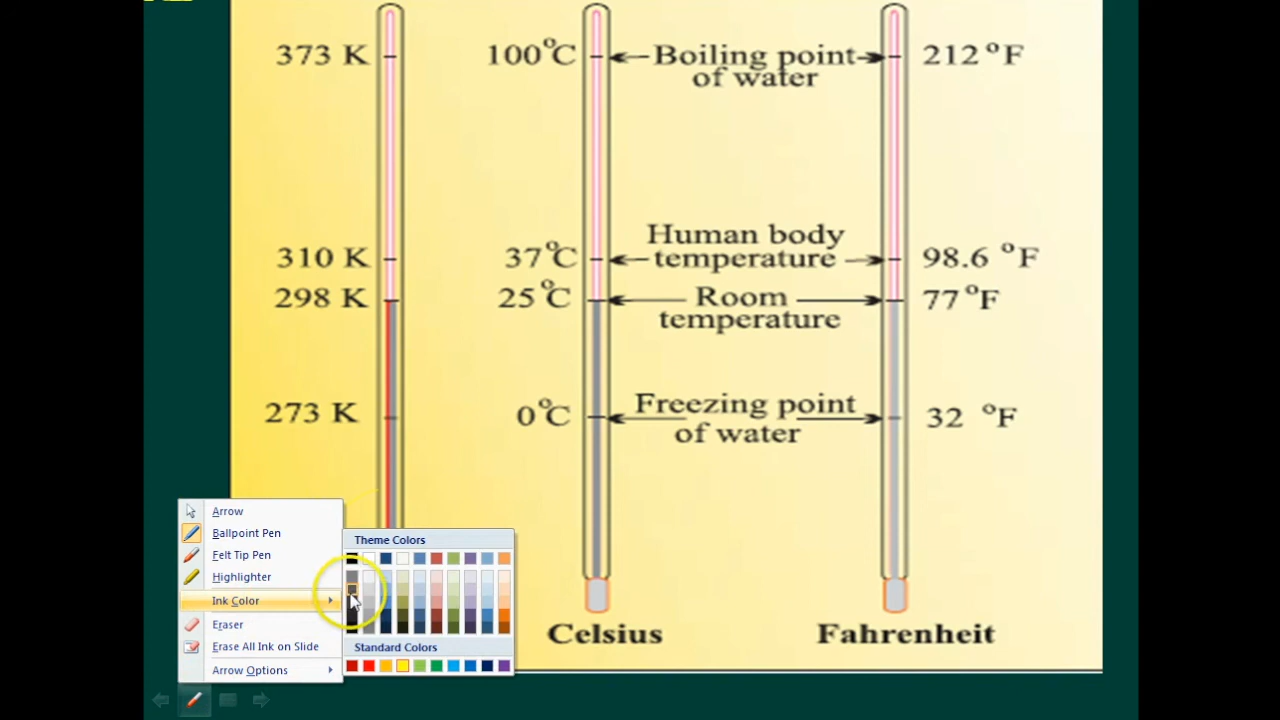 373 K 100°C Boiling point 212 °F
of water
Human body
310 K 37°C temperature 98.6 °F
298 K 25°C Room 77°F
temperature
273 K 0°C Freezing point 32 °F
of water
Arrow
Ballpoint Pen
Felt Tip Pen
Highlighter
Ink Color
Eraser
Erase All Ink on Slide
Arrow Options
Theme Colors
Standard Colors
Celsius Fahrenheit